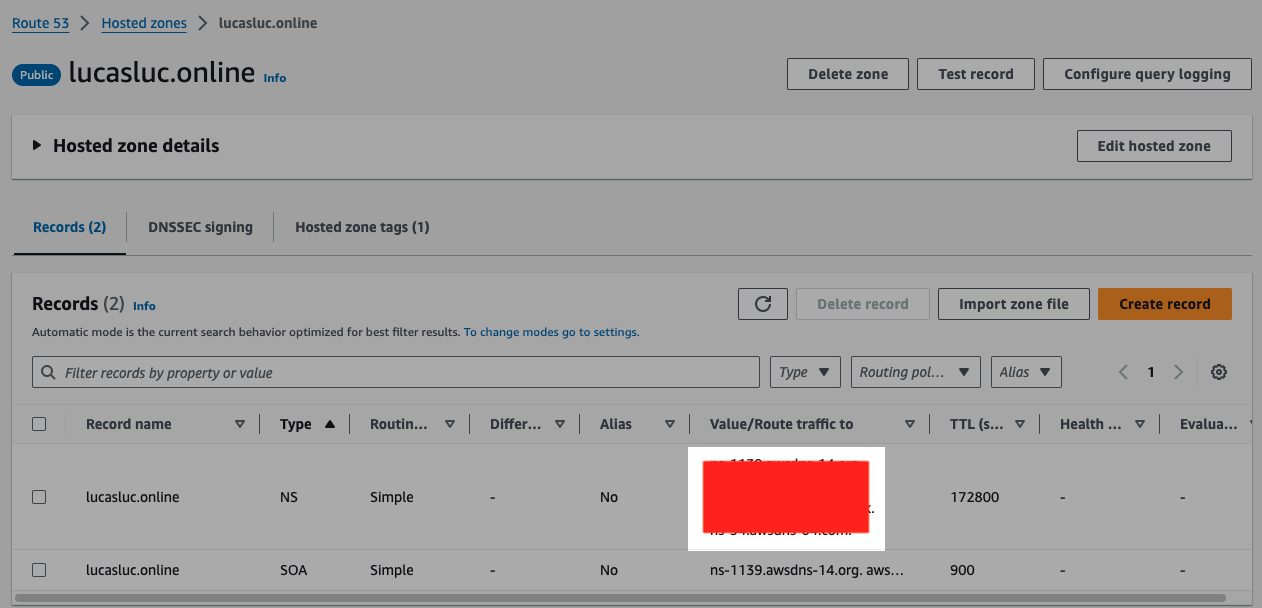 Route 53 > Hosted zones > lucasluc.online
Public lucasluc.online Info
Delete zone Test record Configure query logging
Hosted zone details
Edit hosted zone
Records (2) DNSSEC signing Hosted zone tags (1)
Records (2) Info
Delete record Import zone file Create record
Automatic mode is the current search behavior optimized for best filter results. To change modes go to settings.
Filter records by property or value Type Routing pol... Alias 1
Record name Type Routin... Differ... Alias Value/Route traffic to TTL (s... Health ... Evalua...
lucasluc.online NS Simple - No 172800 - -
lucasluc.online SOA Simple - No ns-1139.awsdns-14.org. aws... 900 - -